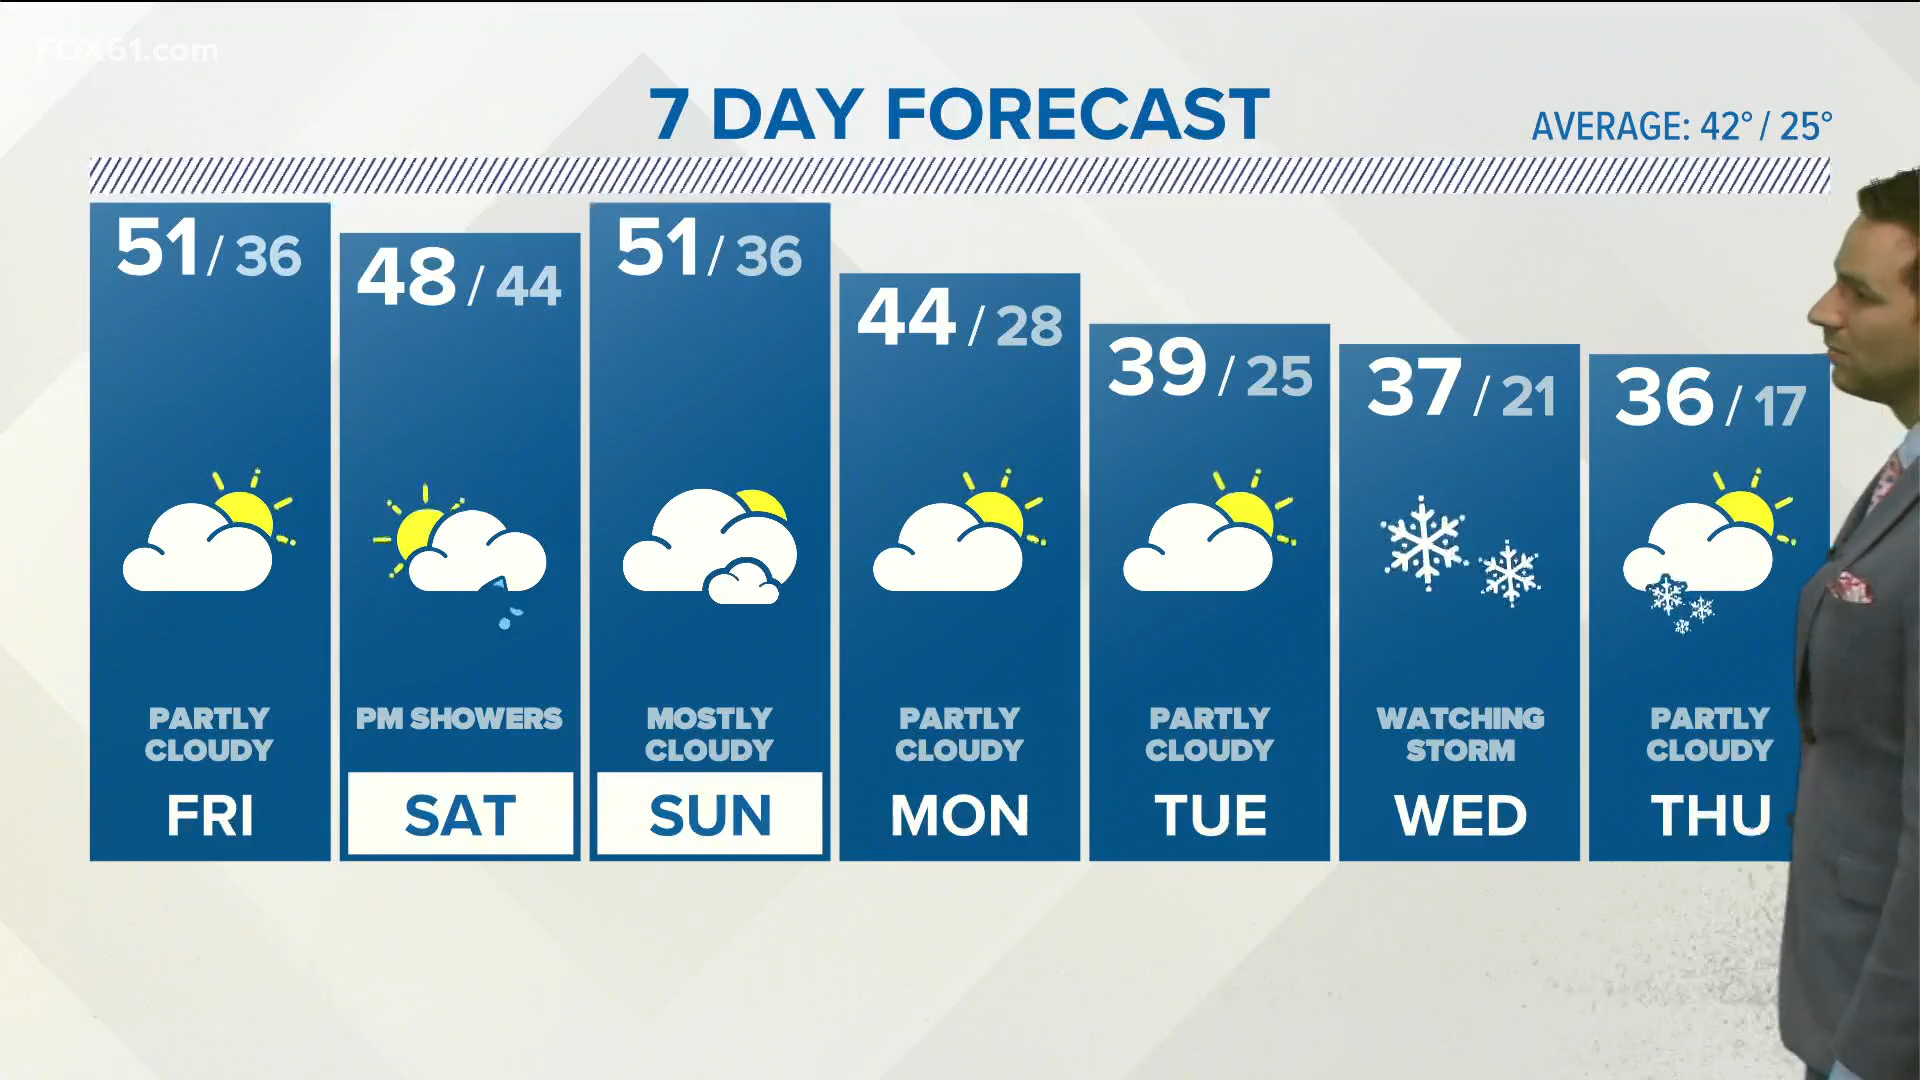 FOX61.com
7 DAY FORECAST
AVERAGE: 42° / 25°
51 / 36
48 / 44
51 / 36
44 / 28
39 / 25
37 / 21
36 / 17
PARTLY
CLOUDY
PM SHOWERS
MOSTLY
CLOUDY
PARTLY
CLOUDY
PARTLY
CLOUDY
WATCHING
STORM
PARTLY
CLOUDY
FRI
SAT
SUN
MON
TUE
WED
THU